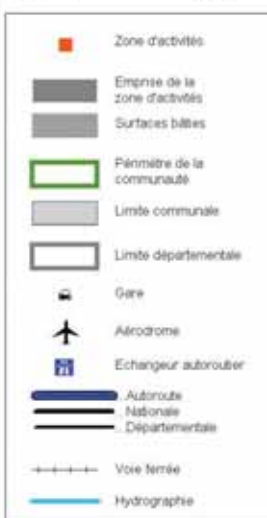 Zone d'activités
Emprise de la
zone d'activités
Surfaces bâties
Périmètre de la
communauté
Limite communale
Limite départementale
Gare
Aérodrome
Echangeur autoroutier
Autoroute
Nationale
Départementale
Voie ferrée
Hydrographie